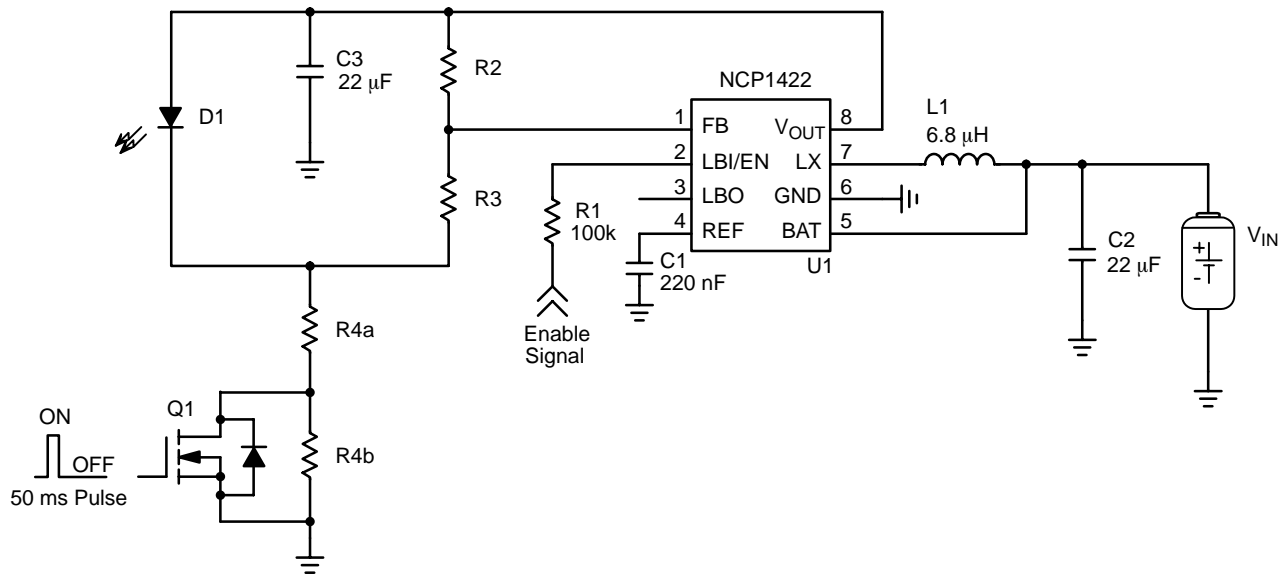 C3
22 μF
R2
D1
R3
NCP1422
1 FB
VOUT 8
2 LBI/EN
LX 7
3 LBO
GND 6
4 REF
BAT 5
U1
L1
6.8 μH
R1
100k
C1
220 nF
Enable
Signal
C2
22 μF
+
-
VIN
R4a
Q1
ON
OFF
50 ms Pulse
R4b